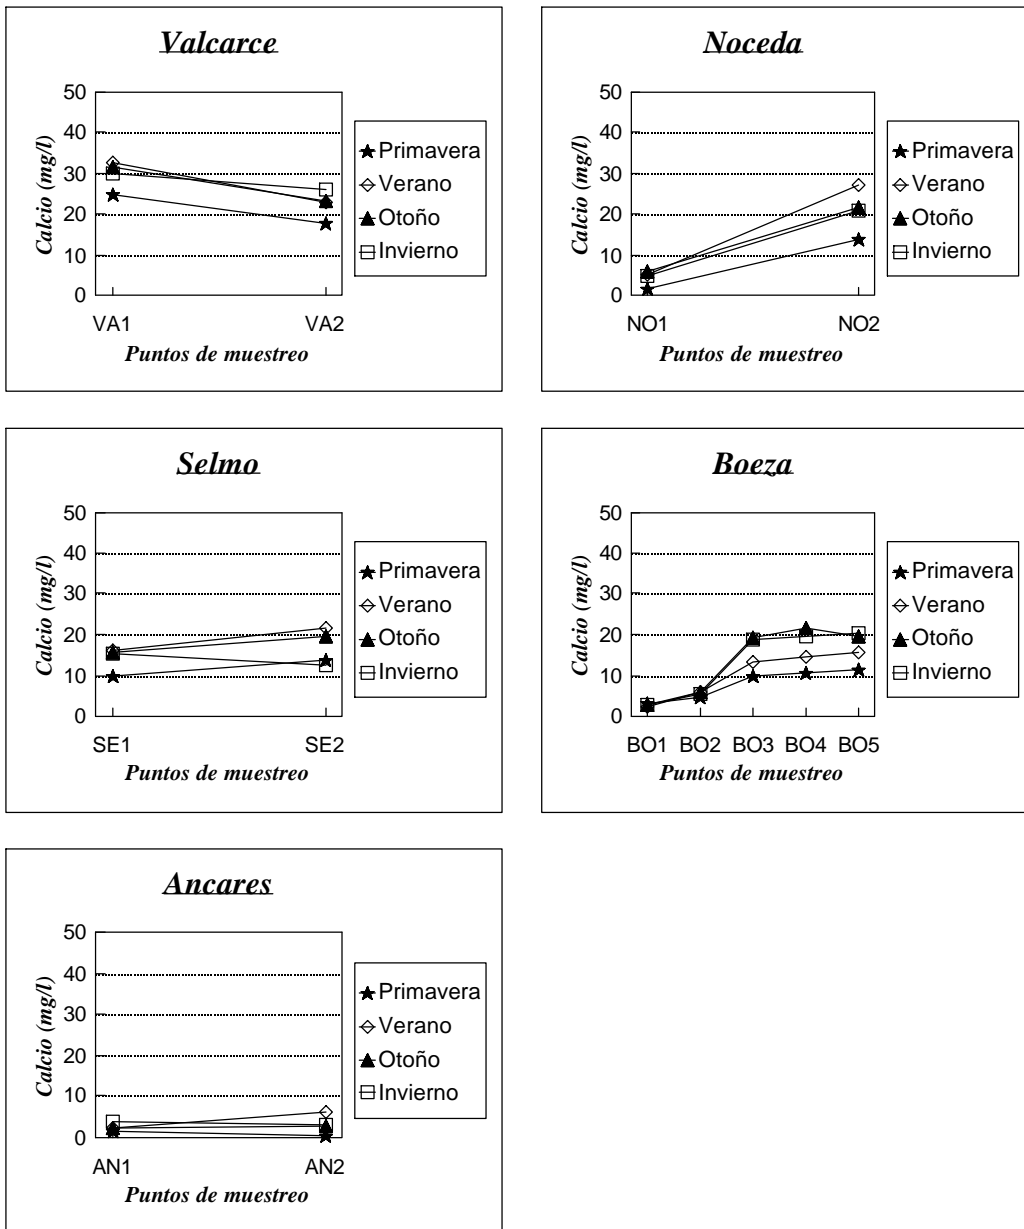 Valcarce
50
40
30
20
10
0
Calcio (mg/l)
VA1 VA2
Puntos de muestreo
Primavera
Verano
Otoño
Invierno
Noceda
50
40
30
20
10
0
Calcio (mg/l)
NO1 NO2
Puntos de muestreo
Primavera
Verano
Otoño
Invierno
Selmo
50
40
30
20
10
0
Calcio (mg/l)
SE1 SE2
Puntos de muestreo
Primavera
Verano
Otoño
Invierno
Boeza
50
40
30
20
10
0
Calcio (mg/l)
BO1 BO2 BO3 BO4 BO5
Puntos de muestreo
Primavera
Verano
Otoño
Invierno
Ancares
50
40
30
20
10
0
Calcio (mg/l)
AN1 AN2
Puntos de muestreo
Primavera
Verano
Otoño
Invierno